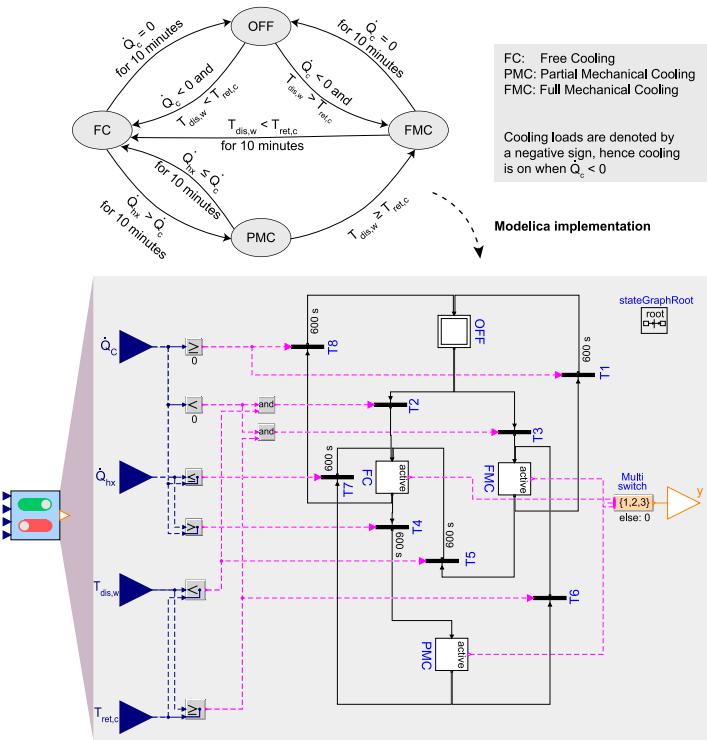 OFF
Q̇c = 0
for 10 minutes
Q̇c = 0
for 10 minutes
Q̇c < 0 and
Tdis,w < Tret,c
Q̇c < 0 and
Tdis,w > Tret,c
FC
FMC
Tdis,w < Tret,c
for 10 minutes
Q̇hx ≤ Q̇c
for 10 minutes
Q̇hx > Q̇c
for 10 minutes
Tdis,w ≥ Tret,c
PMC
FC: Free Cooling
PMC: Partial Mechanical Cooling
FMC: Full Mechanical Cooling
Cooling loads are denoted by
a negative sign, hence cooling
is on when Q̇c < 0
Modelica implementation
stateGraphRoot
root
Q̇C
≥
0
600 s
T8
OFF
600 s
T1
<
0
and
and
T2
T3
Q̇hx
≤
T7
600 s
FC
active
FMC
active
Multi
switch
{1,2,3}
else: 0
y
≥
T4
600 s
600 s
T5
Tdis,w
<
T6
PMC
active
Tret,c
≥